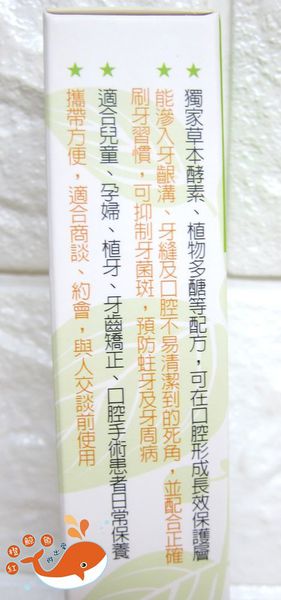 ★獨家草本酵素、植物多醣等配方，可在口腔形成長效保護層
★能滲入牙齦溝、牙縫及口腔不易清潔到的死角，並配合正確
刷牙習慣，可抑制牙菌斑，預防蛀牙及牙周病
★適合兒童、孕婦、植牙、牙齒矯正、口腔手術患者日常保養
★攜帶方便，適合商談、約會，與人交談前使用
橙紅鯨魚